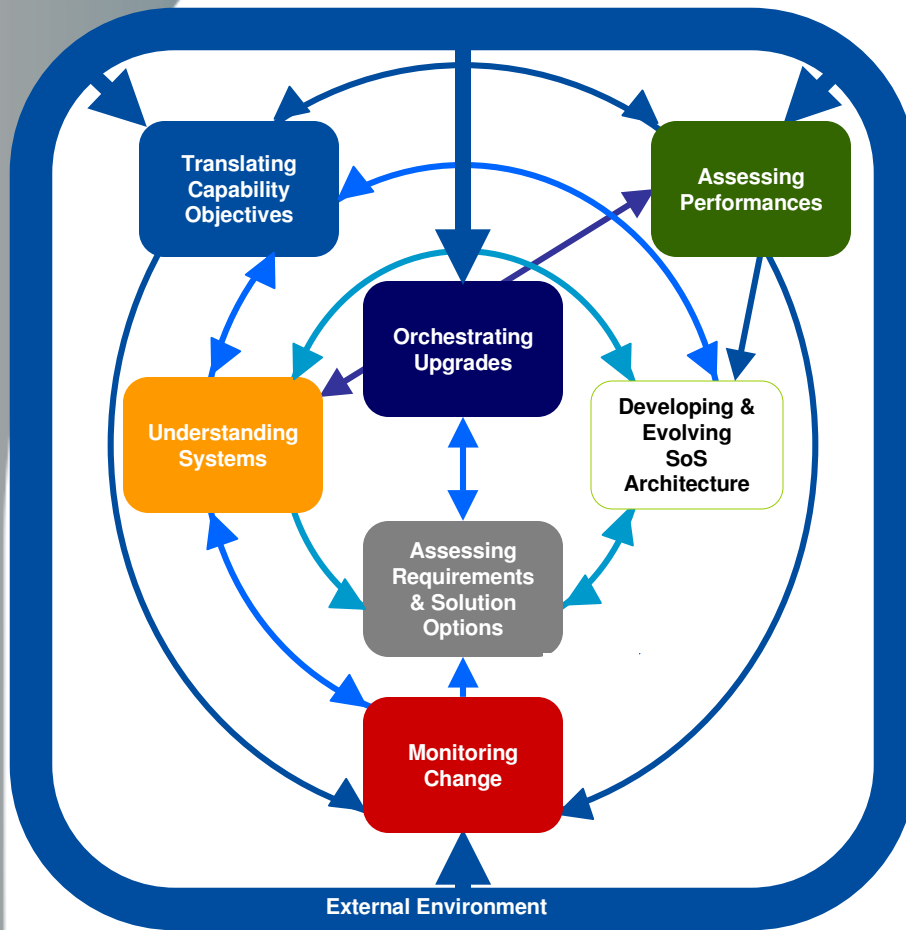 Translating
Capability
Objectives
Assessing
Performances
Orchestrating
Upgrades
Understanding
Systems
Developing &
Evolving
SoS
Architecture
Assessing
Requirements
& Solution
Options
Monitoring
Change
External Environment